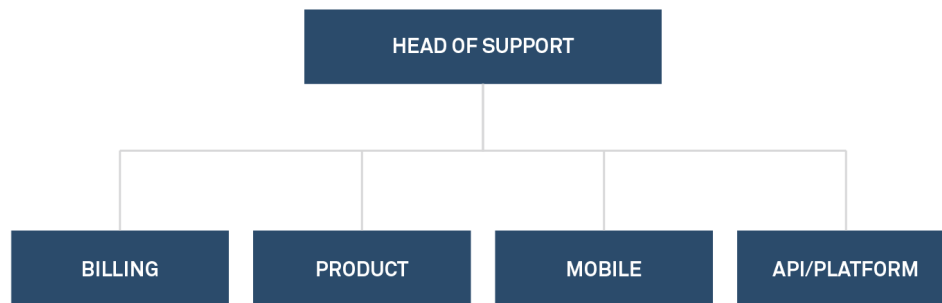 HEAD OF SUPPORT
BILLING
PRODUCT
MOBILE
API/PLATFORM